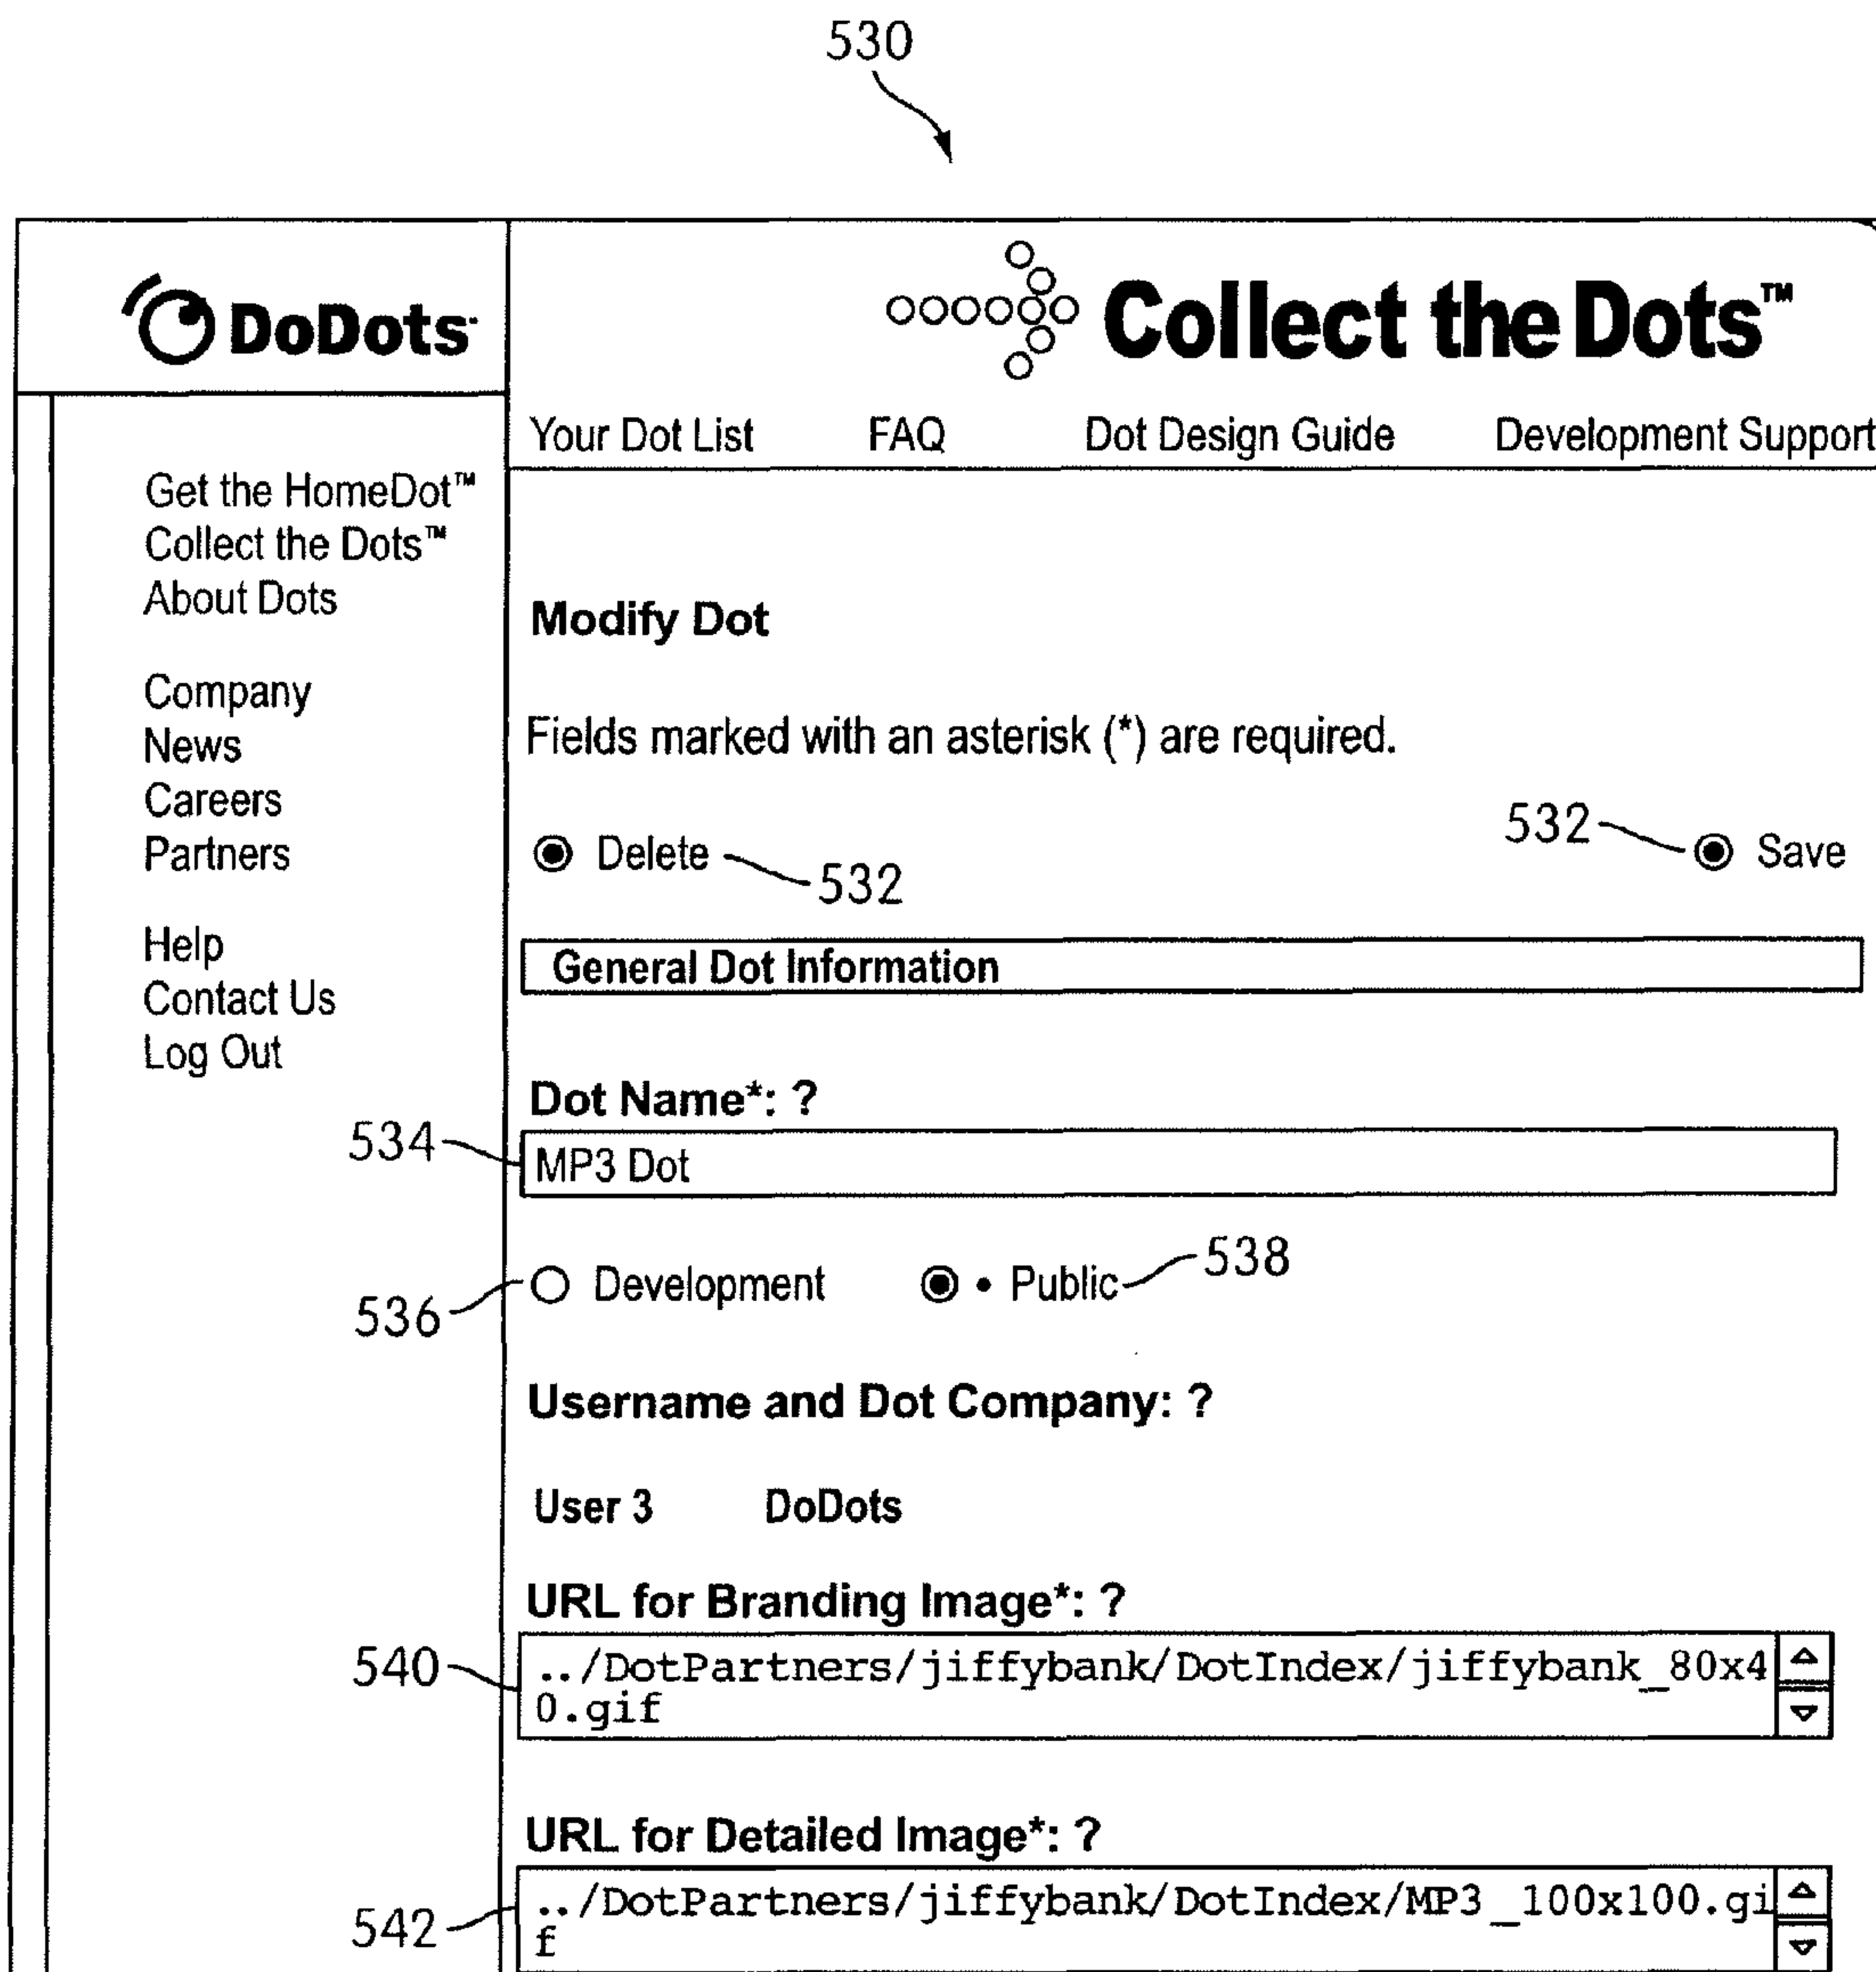 530
DoDots
Collect the Dots™
Your Dot List FAQ Dot Design Guide Development Support
Get the HomeDot™
Collect the Dots™
About Dots
Company
News
Careers
Partners
Help
Contact Us
Log Out
Modify Dot
Fields marked with an asterisk (*) are required.
Delete 532
532 Save
General Dot Information
Dot Name*: ?
534 MP3 Dot
536 Development • Public 538
Username and Dot Company: ?
User 3 DoDots
URL for Branding Image*: ?
540 ../DotPartners/jiffybank/DotIndex/jiffybank_80x4
0.gif
URL for Detailed Image*: ?
542 ../DotPartners/jiffybank/DotIndex/MP3_100x100.gi
f